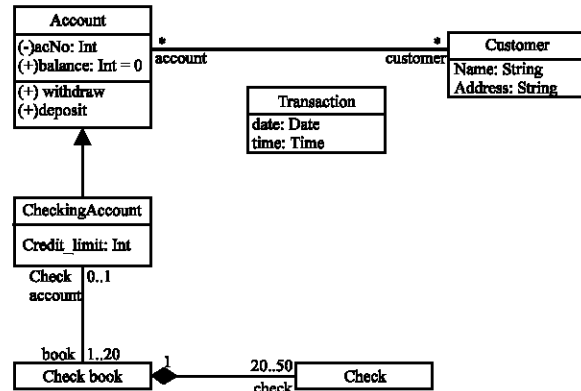 Account
(-)acNo: Int
(+)balance: Int = 0
(+) withdraw
(+)deposit
*
account
*
customer
Customer
Name: String
Address: String
Transaction
date: Date
time: Time
CheckingAccount
Credit_limit: Int
Check
account
0..1
book
1..20
Check book
1
20..50
check
Check